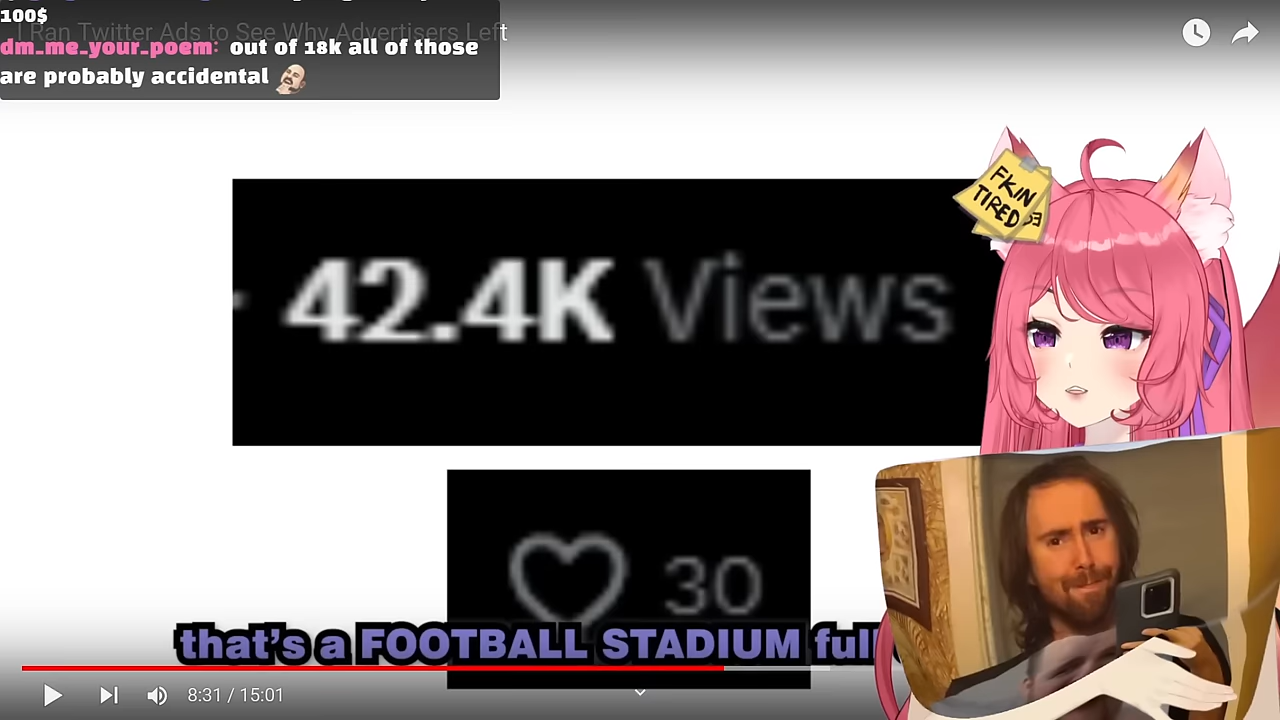 100$
I Ran Twitter Ads to See Why Advertisers Left
dm_me_your_poem: out of 18k all of those
are probably accidental
FKIN
TIRED
42.4K Views
30
that's a FOOTBALL STADIUM full
8:31 / 15:01